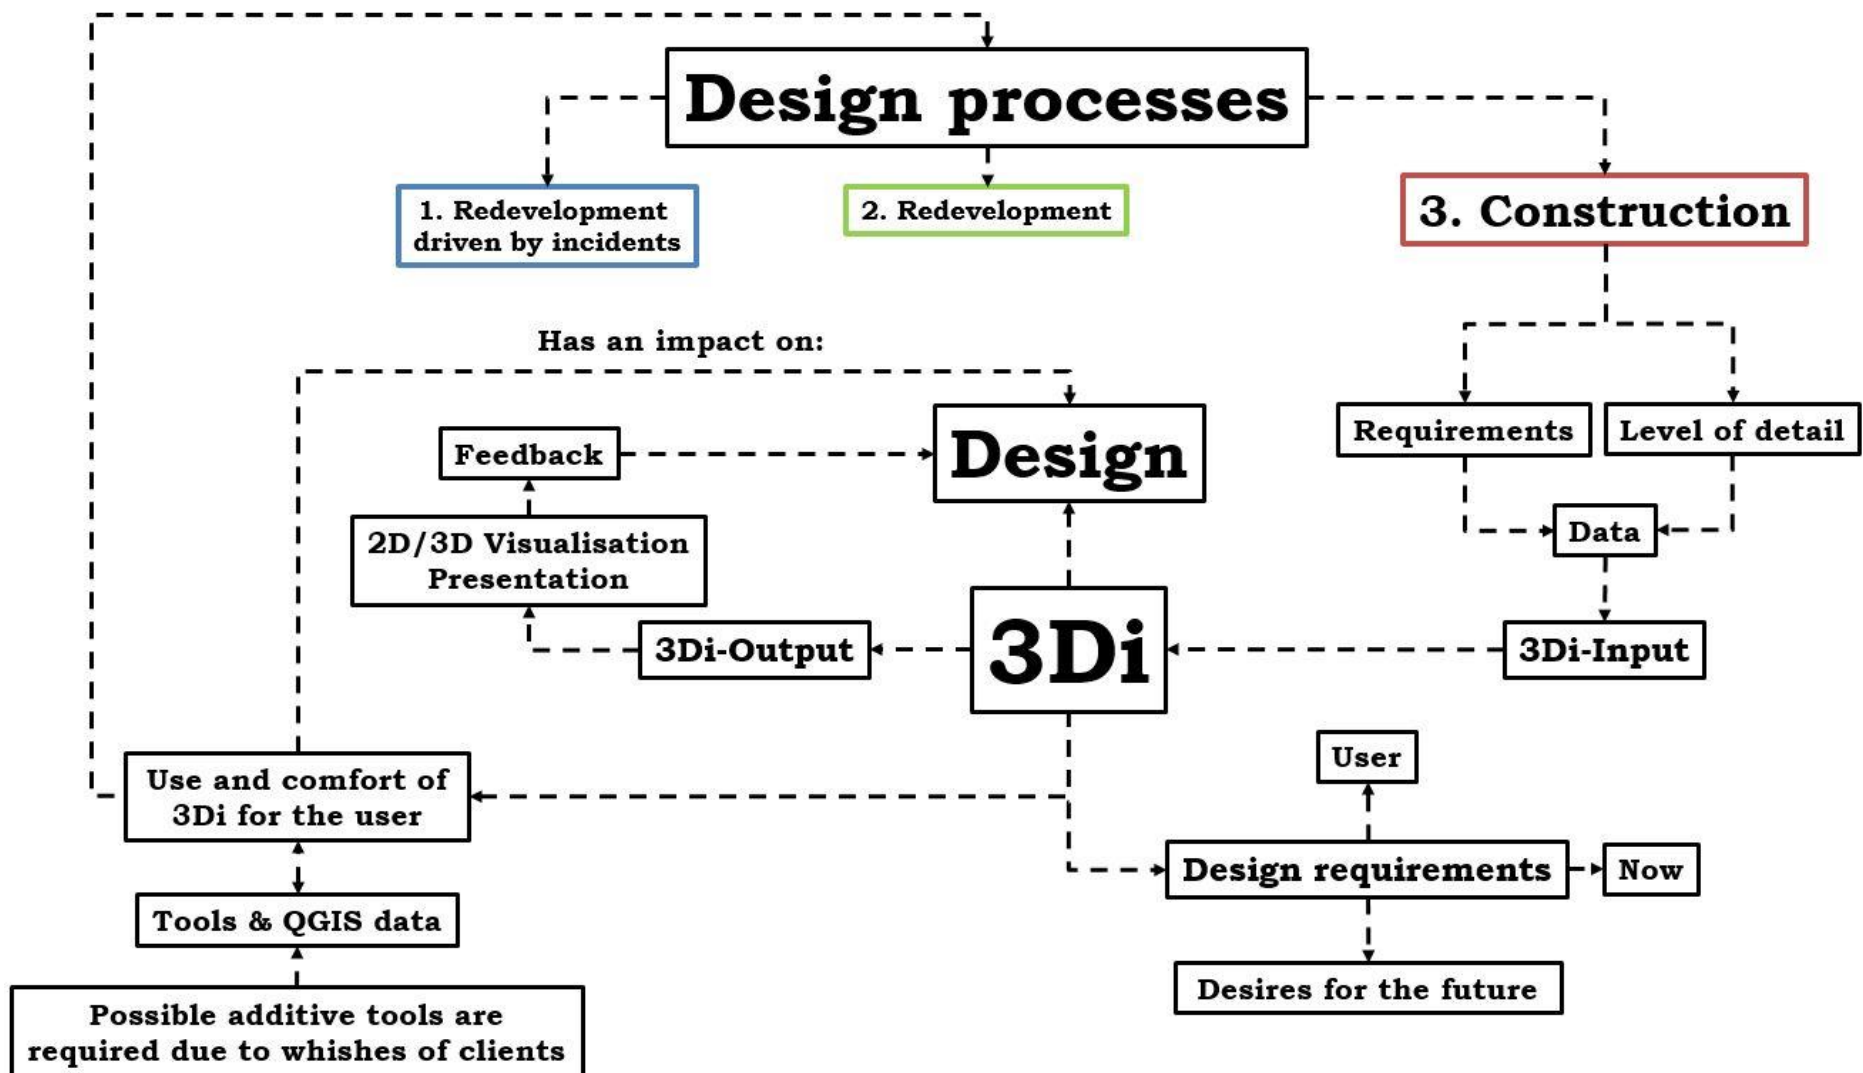 Design processes
1. Redevelopment
driven by incidents
2. Redevelopment
3. Construction
Has an impact on:
Requirements
Level of detail
Feedback
Design
Data
2D/3D Visualisation
Presentation
3Di-Output
3Di
3Di-Input
User
Use and comfort of
3Di for the user
Design requirements
Now
Tools & QGIS data
Desires for the future
Possible additive tools are
required due to whishes of clients